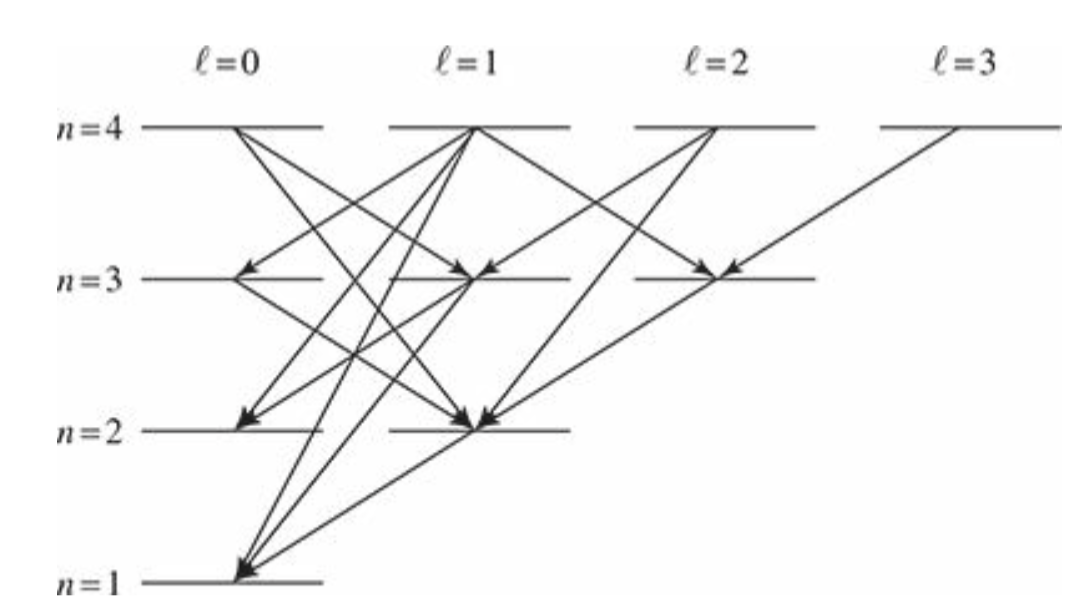 ℓ=0 ℓ=1 ℓ=2 ℓ=3
n=4
n=3
n=2
n=1